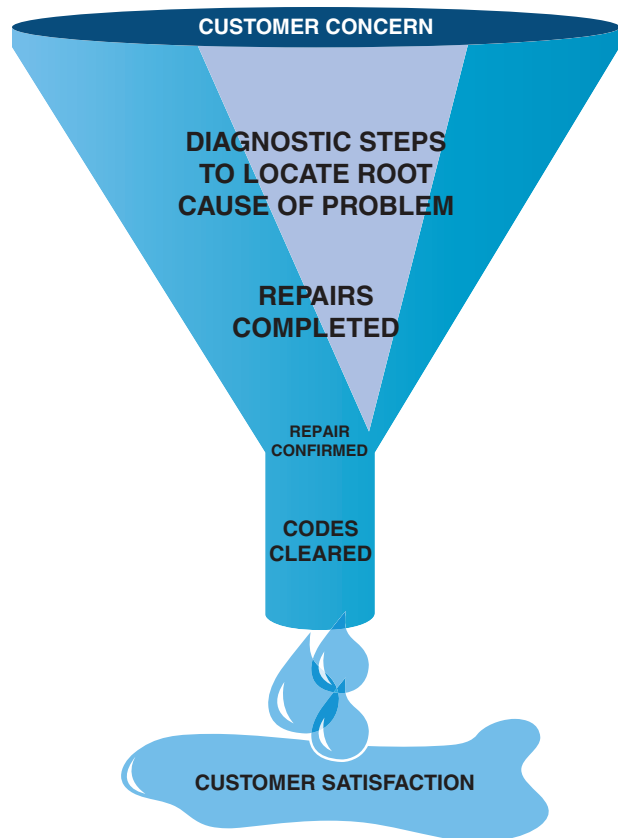 CUSTOMER CONCERN
DIAGNOSTIC STEPS
TO LOCATE ROOT
CAUSE OF PROBLEM
REPAIRS
COMPLETED
REPAIR
CONFIRMED
CODES
CLEARED
CUSTOMER SATISFACTION